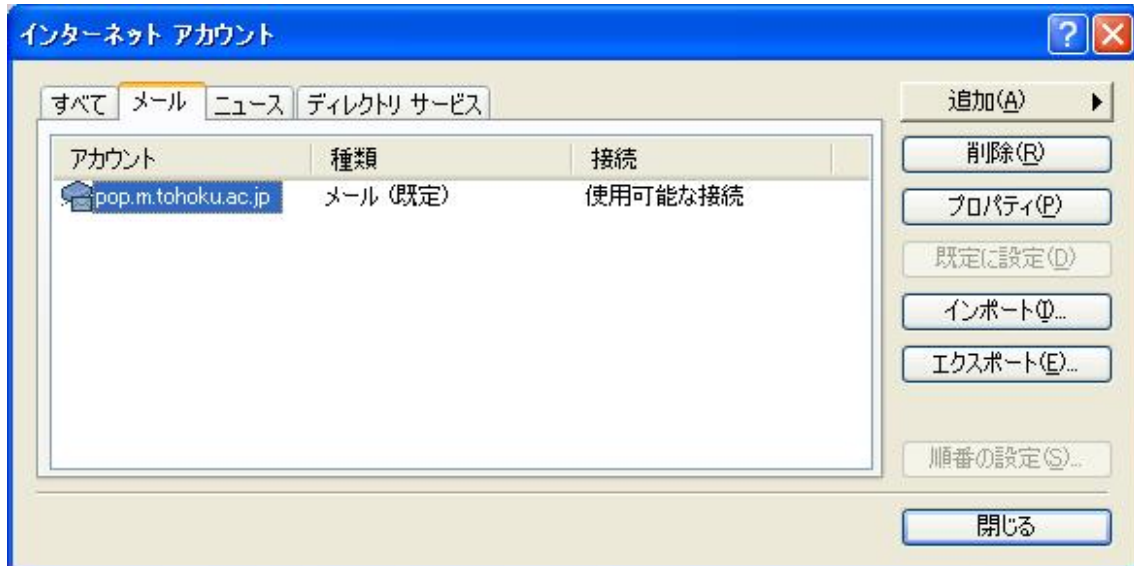 インターネット アカウント
すべて メール ニュース ディレクトリ サービス
アカウント 種類 接続
pop.m.tohoku.ac.jp メール (既定) 使用可能な接続
追加(A)
削除(R)
プロパティ(P)
既定に設定(D)
インポート(I)...
エクスポート(E)...
順番の設定(S)...
閉じる